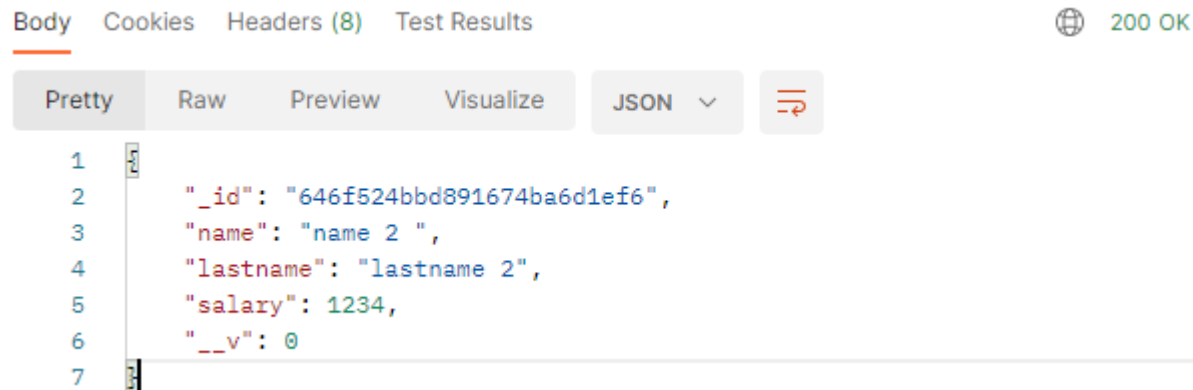 Body Cookies Headers (8) Test Results 200 OK
Pretty Raw Preview Visualize JSON
1 {
2 "_id": "646f524bbd891674ba6d1ef6",
3 "name": "name 2 ",
4 "lastname": "lastname 2",
5 "salary": 1234,
6 "__v": 0
7 }